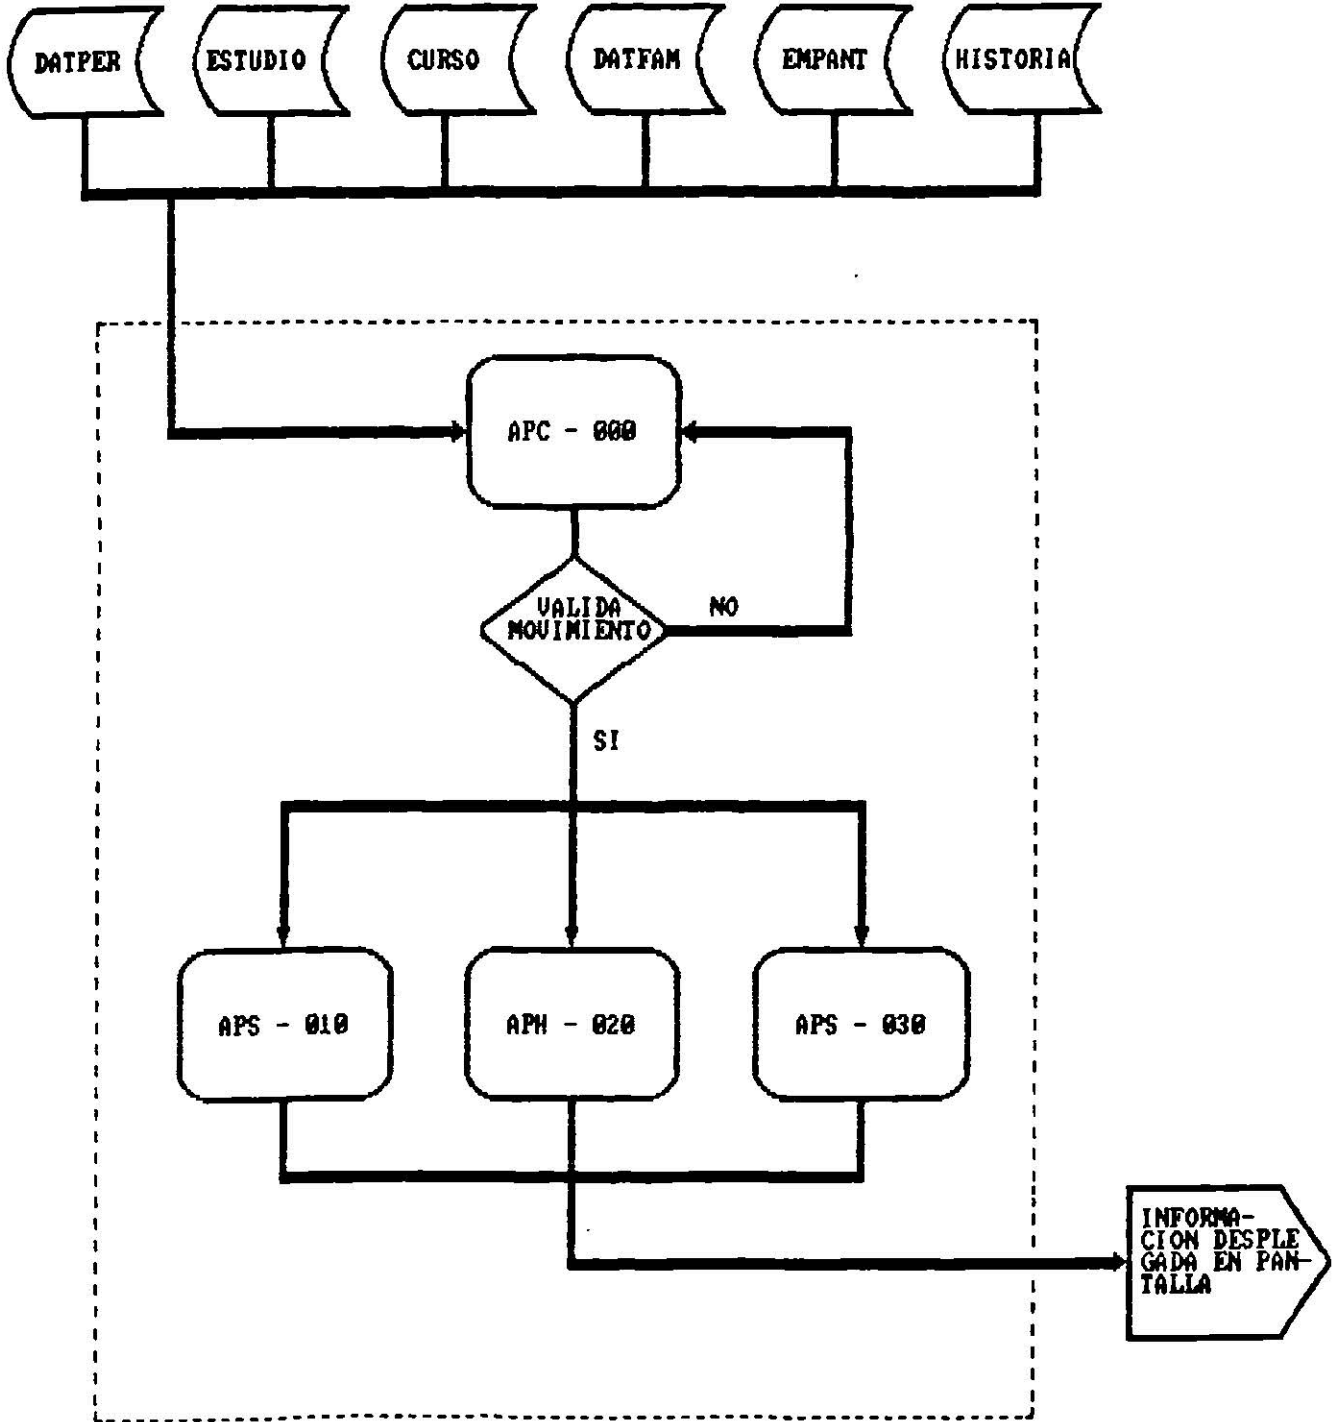 DATPER
ESTUDIO
CURSO
DATFAM
EMPANT
HISTORIA
APC - 000
VALIDA
MOVIMIENTO
NO
SI
APS - 010
APH - 020
APS - 030
INFORMA-
CION DESPLE
GADA EN PAN-
TALLA